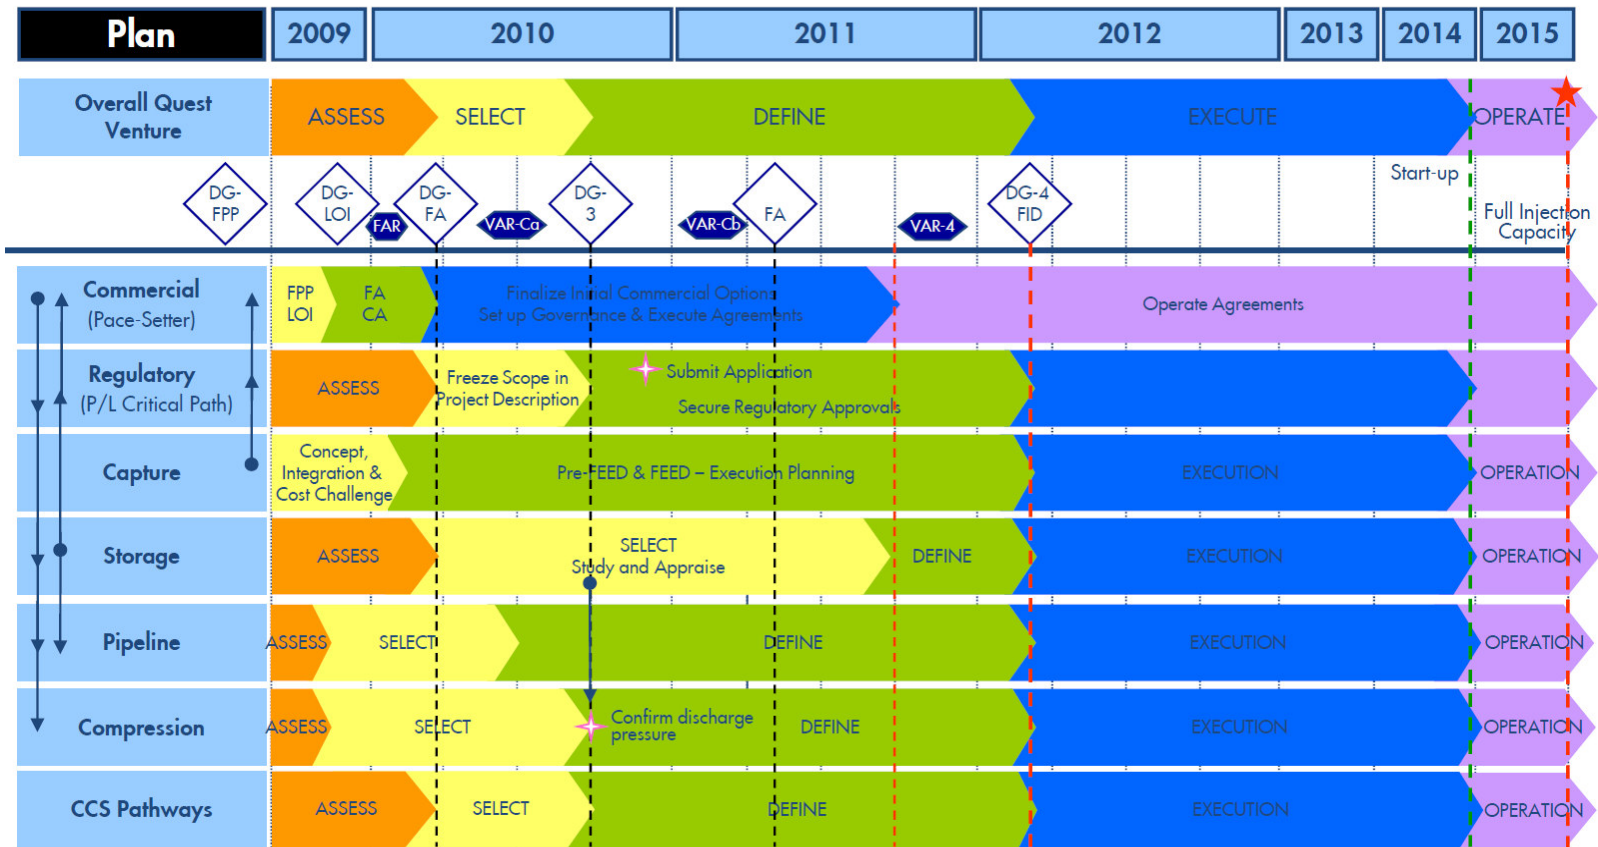 Plan
2009
2010
2011
2012
2013
2014
2015
Overall Quest
Venture
ASSESS
SELECT
DEFINE
EXECUTE
OPERATE
DG-
FPP
DG-
LOI
FAR
DG-
FA
VAR-Ca
DG-
3
VAR-Cb
FA
VAR-4
DG-4
FID
Start-up
Full Injection
Capacity
Commercial
(Pace-Setter)
FPP
LOI
FA
CA
Finalize Initial Commercial Options
Set up Governance & Execute Agreements
Operate Agreements
Regulatory
(P/L Critical Path)
ASSESS
Freeze Scope in
Project Description
Submit Application
Secure Regulatory Approvals
Capture
Concept,
Integration &
Cost Challenge
Pre-FEED & FEED – Execution Planning
EXECUTION
OPERATION
Storage
ASSESS
SELECT
Study and Appraise
DEFINE
EXECUTION
OPERATION
Pipeline
ASSESS
SELECT
DEFINE
EXECUTION
OPERATION
Compression
ASSESS
SELECT
Confirm discharge
pressure
DEFINE
EXECUTION
OPERATION
CCS Pathways
ASSESS
SELECT
DEFINE
EXECUTION
OPERATION